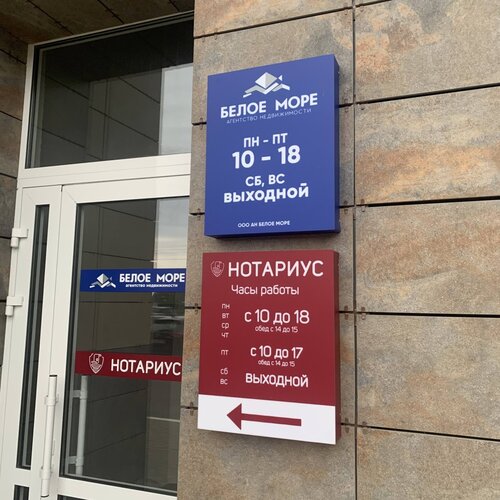 БЕЛОЕ МОРЕ
АГЕНТСТВО НЕДВИЖИМОСТИ
ПН - ПТ
10 - 18
СБ, ВС
ВЫХОДНОЙ
ООО АН БЕЛОЕ МОРЕ
НОТАРИУС
Часы работы
ПН
ВТ
СР
ЧТ
с 10 до 18
обед с 14 до 15
ПТ
с 10 до 17
обед с 14 до 15
СБ
ВС
ВЫХОДНОЙ
БЕЛОЕ МОРЕ
агентство недвижимости
НОТАРИУС